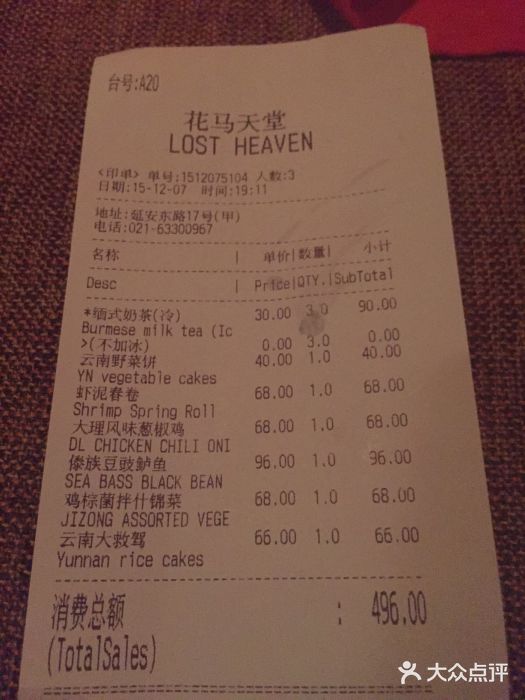 台号:A20
花马天堂
LOST HEAVEN
<印单> 单号:1512075104 人数:3
日期:15-12-07 时间:19:11
地址:延安东路17号(甲)
电话:021-63300967
名称 | 单价|数量| 小计
Desc | Price|QTY.|SubTotal
*缅式奶茶(冷) 30.00 3.0 90.00
Burmese milk tea (Ic
>(不加冰) 0.00 3.0 0.00
云南野菜饼 40.00 1.0 40.00
YN vegetable cakes
虾泥春卷 68.00 1.0 68.00
Shrimp Spring Roll
大理风味葱椒鸡 68.00 1.0 68.00
DL CHICKEN CHILI ONI
傣族豆豉鲈鱼 96.00 1.0 96.00
SEA BASS BLACK BEAN
鸡棕菌拌什锦菜 68.00 1.0 68.00
JIZONG ASSORTED VEGE
云南大救驾 66.00 1.0 66.00
Yunnan rice cakes
消费总额 : 496.00
(TotalSales)
大众点评